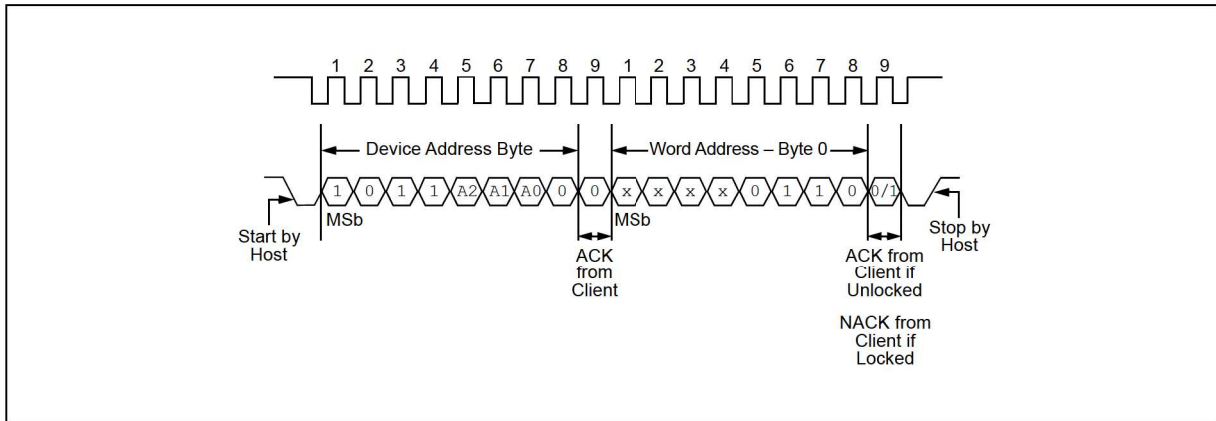 1 2 3 4 5 6 7 8 9 1 2 3 4 5 6 7 8 9
Device Address Byte
Word Address – Byte 0
1 0 1 1 A2 A1 A0 0 0 x x x x 0 1 1 0 0/1
MSb
MSb
Start by
Host
ACK
from
Client
ACK from
Client if
Unlocked
NACK from
Client if
Locked
Stop by
Host